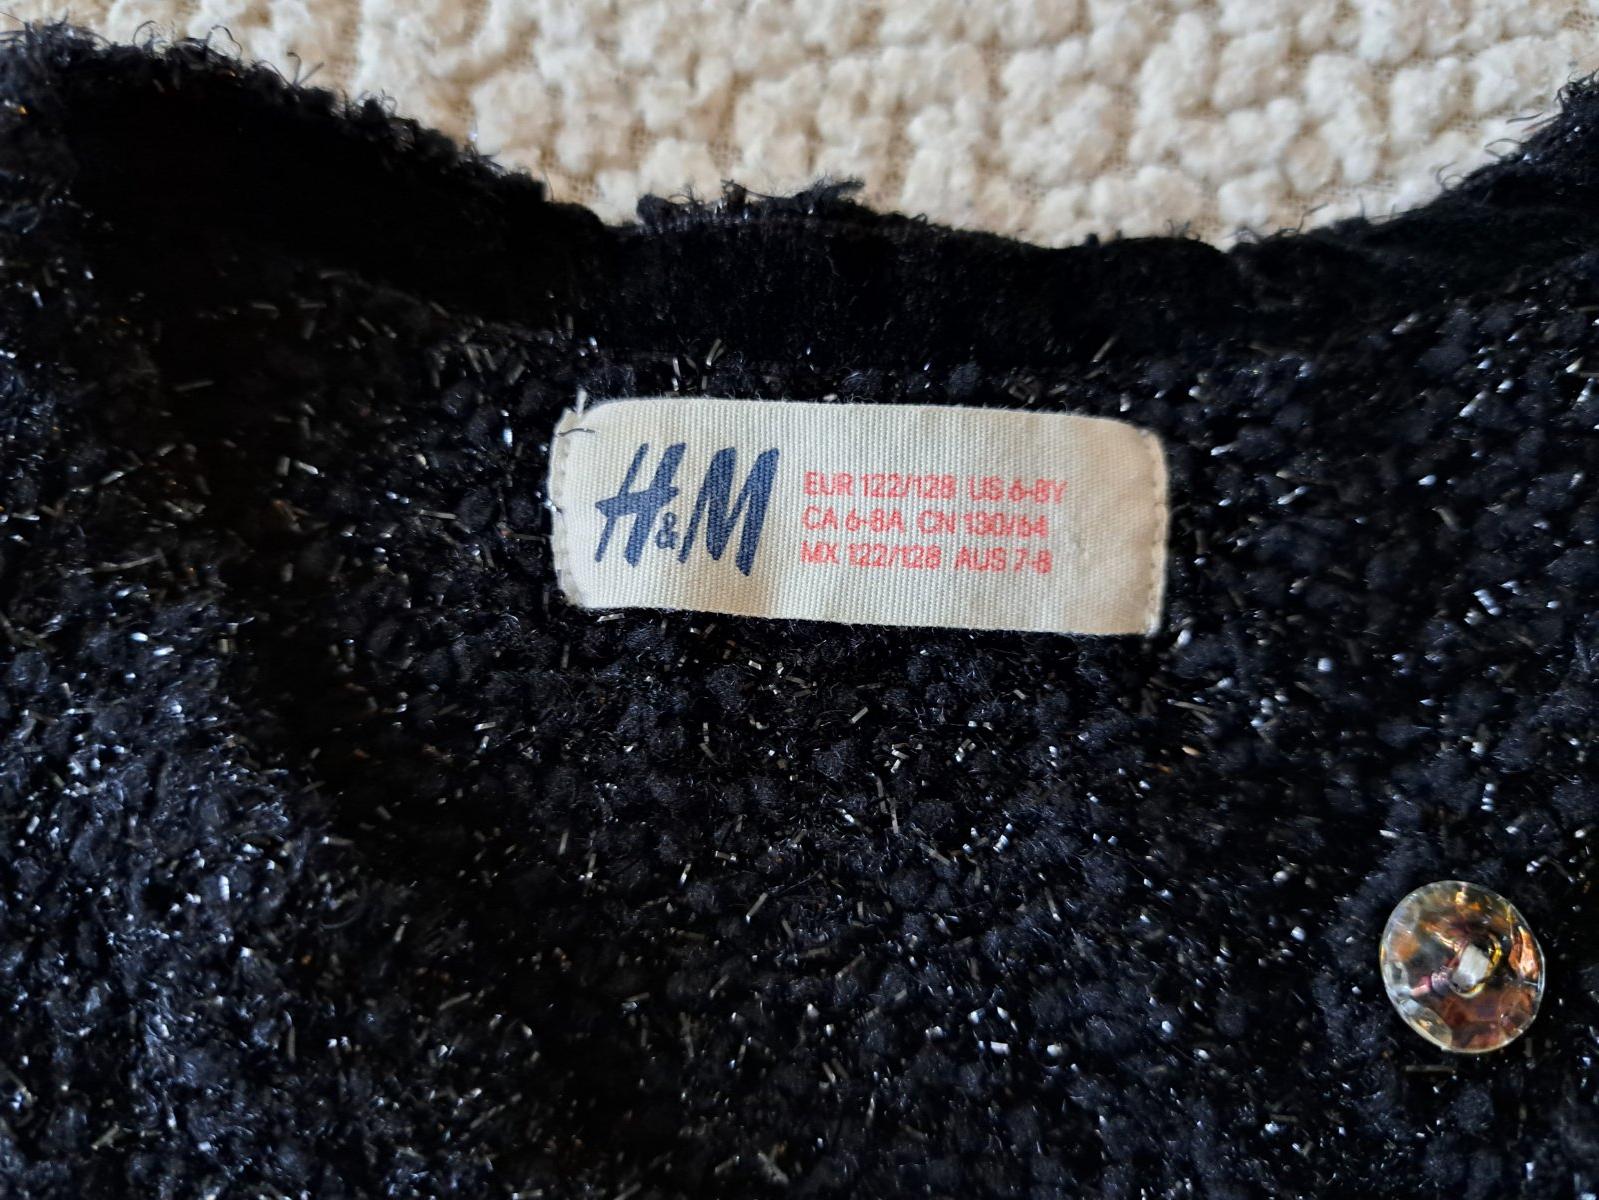 H&M
EUR 122/128 US 6-8Y
CA 6-8A CN 130/64
MX 122/128 AUS 7-8